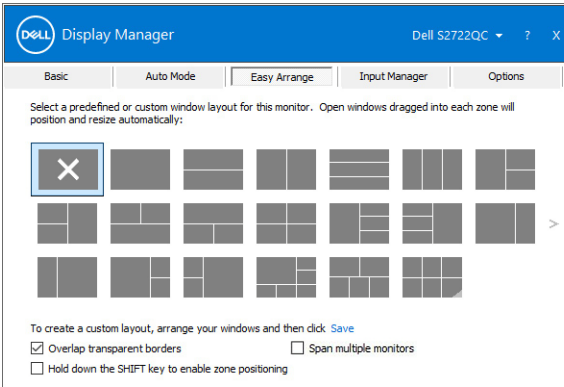 DELL Display Manager Dell S2722QC ? X
Basic Auto Mode Easy Arrange Input Manager Options
Select a predefined or custom window layout for this monitor. Open windows dragged into each zone will
position and resize automatically:
>
To create a custom layout, arrange your windows and then click Save
Overlap transparent borders Span multiple monitors
Hold down the SHIFT key to enable zone positioning